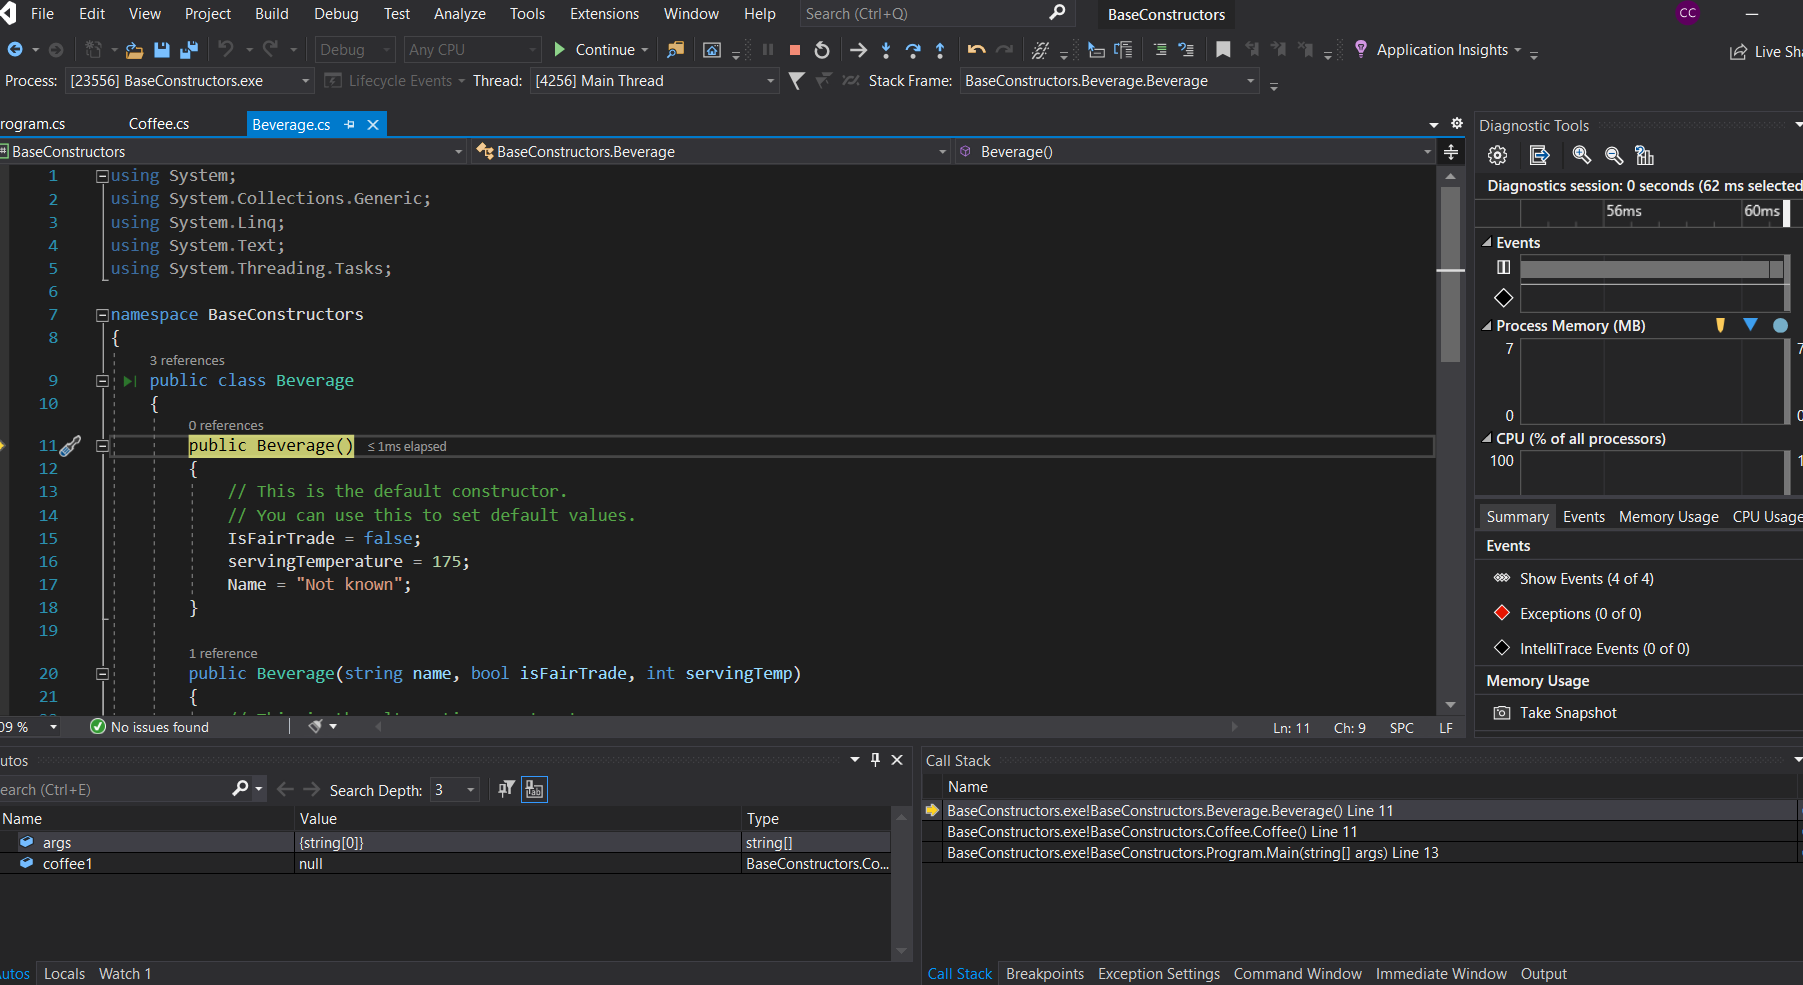 File Edit View Project Build Debug Test Analyze Tools Extensions Window Help Search (Ctrl+Q) BaseConstructors CC
Debug Any CPU Continue Application Insights Live Sha
Process: [23556] BaseConstructors.exe Lifecycle Events Thread: [4256] Main Thread Stack Frame: BaseConstructors.Beverage.Beverage
rogram.cs Coffee.cs Beverage.cs
BaseConstructors BaseConstructors.Beverage Beverage()
1 using System;
2 using System.Collections.Generic;
3 using System.Linq;
4 using System.Text;
5 using System.Threading.Tasks;
6
7 namespace BaseConstructors
8 {
3 references
9 public class Beverage
10 {
0 references
11 public Beverage() ≤ 1ms elapsed
12 {
13 // This is the default constructor.
14 // You can use this to set default values.
15 IsFairTrade = false;
16 servingTemperature = 175;
17 Name = "Not known";
18 }
19
1 reference
20 public Beverage(string name, bool isFairTrade, int servingTemp)
21 {
09 % No issues found Ln: 11 Ch: 9 SPC LF
Diagnostic Tools
Diagnostics session: 0 seconds (62 ms selected
56ms 60ms
Events
Process Memory (MB)
7 7
0 0
CPU (% of all processors)
100 1
Summary Events Memory Usage CPU Usage
Events
Show Events (4 of 4)
Exceptions (0 of 0)
IntelliTrace Events (0 of 0)
Memory Usage
Take Snapshot
utos
earch (Ctrl+E) Search Depth: 3
Name Value Type
args {string[0]} string[]
coffee1 null BaseConstructors.Co...
utos Locals Watch 1
Call Stack
Name
BaseConstructors.exe!BaseConstructors.Beverage.Beverage() Line 11
BaseConstructors.exe!BaseConstructors.Coffee.Coffee() Line 11
BaseConstructors.exe!BaseConstructors.Program.Main(string[] args) Line 13
Call Stack Breakpoints Exception Settings Command Window Immediate Window Output